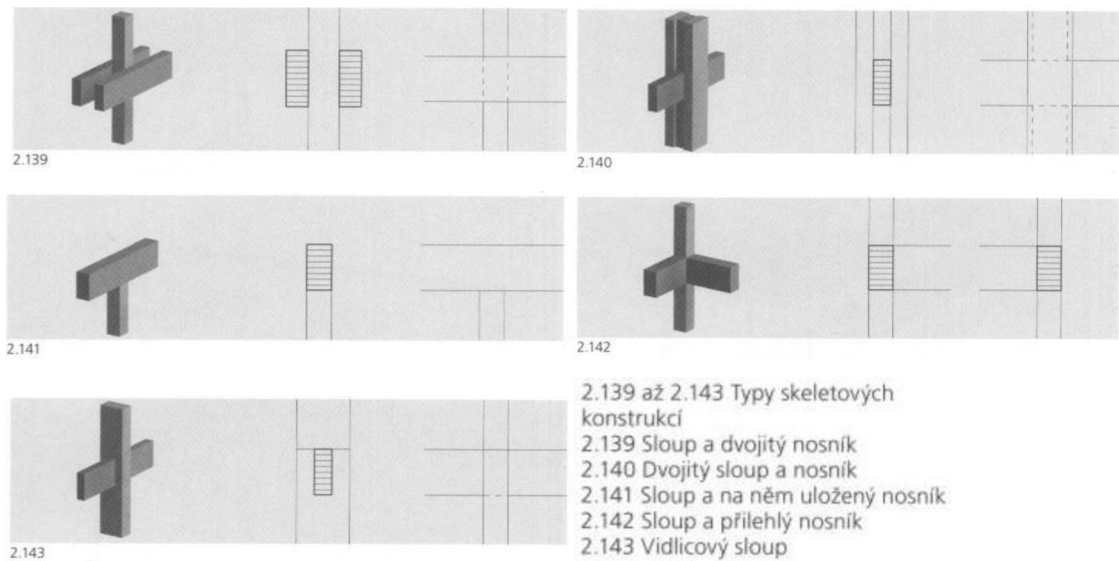 2.139
2.140
2.141
2.142
2.143
2.139 až 2.143 Typy skeletových
konstrukcí
2.139 Sloup a dvojitý nosník
2.140 Dvojitý sloup a nosník
2.141 Sloup a na něm uložený nosník
2.142 Sloup a přilehlý nosník
2.143 Vidlicový sloup